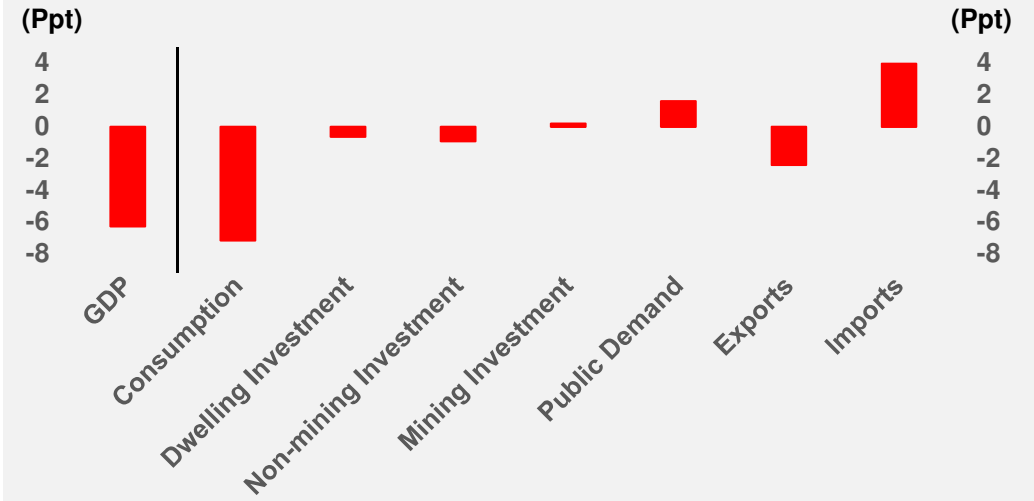 (Ppt) (Ppt)
4 4
2 2
0 0
-2 -2
-4 -4
-6 -6
-8 -8
GDP
Consumption
Dwelling Investment
Non-mining Investment
Mining Investment
Public Demand
Exports
Imports